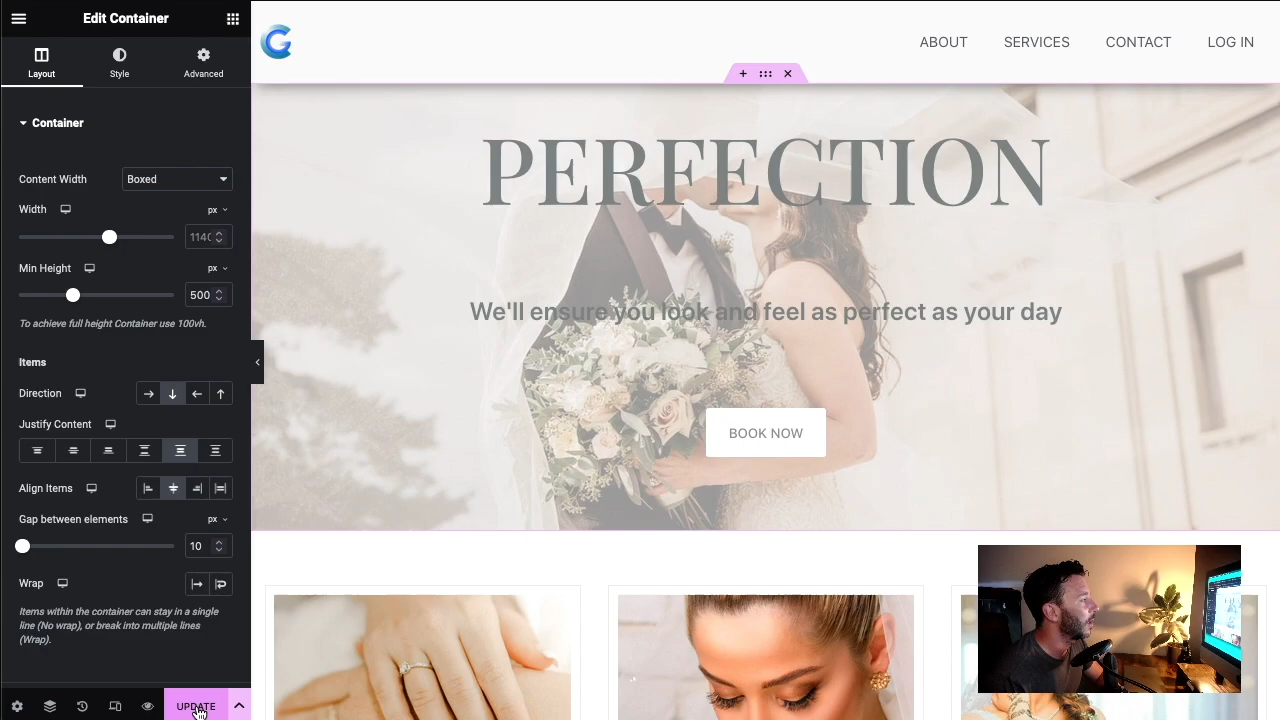 Edit Container
Layout
Style
Advanced
Container
Content Width
Boxed
Width
px
1140
Min Height
px
500
To achieve full height Container use 100vh.
Items
Direction
Justify Content
Align Items
Gap between elements
px
10
Wrap
Items within the container can stay in a single
line (No wrap), or break into multiple lines
(Wrap).
UPDATE
ABOUT
SERVICES
CONTACT
LOG IN
PERFECTION
We'll ensure you look and feel as perfect as your day
BOOK NOW